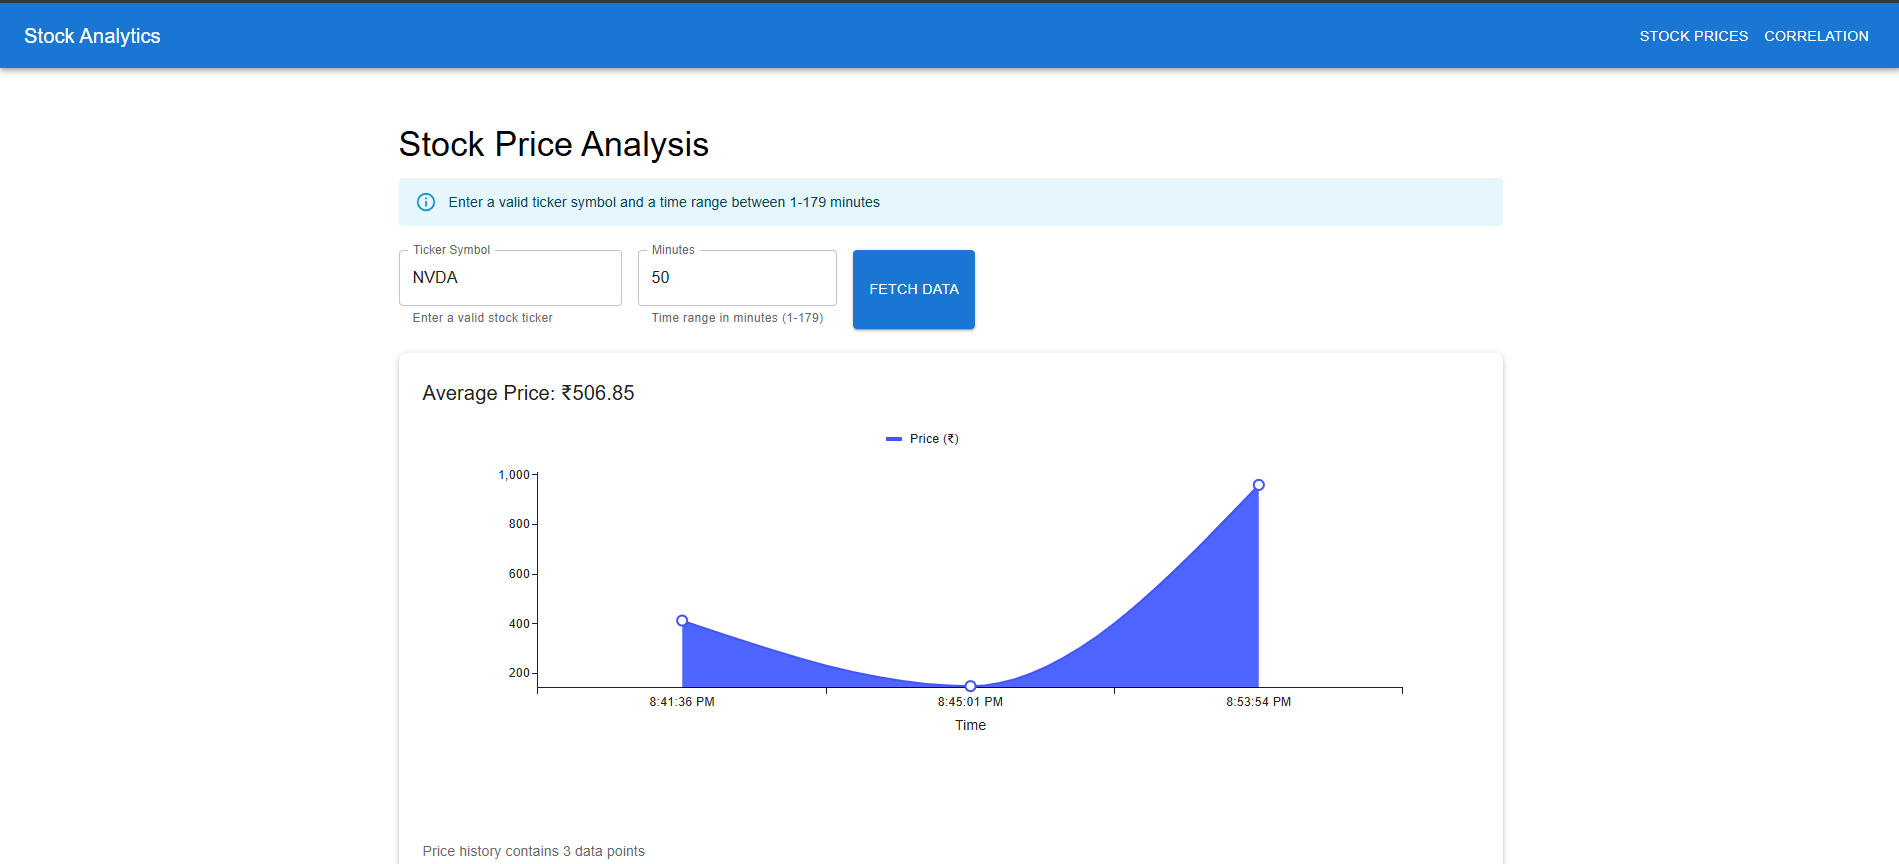 Stock Analytics
STOCK PRICES CORRELATION
Stock Price Analysis
Enter a valid ticker symbol and a time range between 1-179 minutes
Ticker Symbol
NVDA
Enter a valid stock ticker
Minutes
50
Time range in minutes (1-179)
FETCH DATA
Average Price: ₹506.85
Price (₹)
1,000
800
600
400
200
8:41:36 PM 8:45:01 PM 8:53:54 PM
Time
Price history contains 3 data points